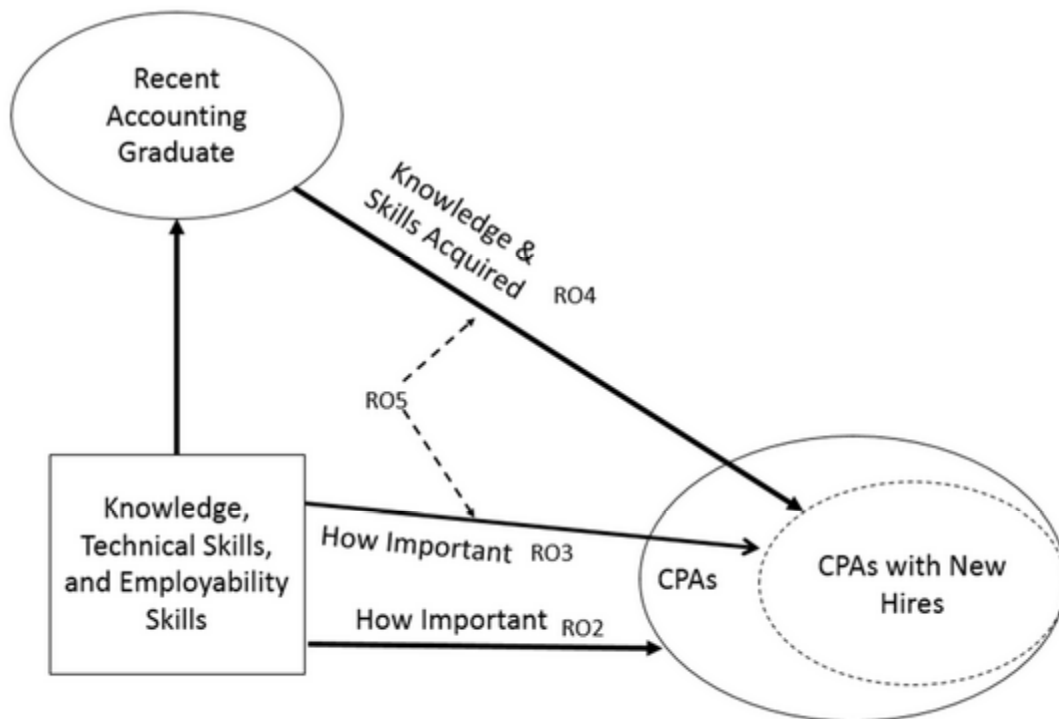 Recent
Accounting
Graduate
Knowledge &
Skills Acquired
RO4
RO5
Knowledge,
Technical Skills,
and Employability
Skills
How Important RO3
CPAs
CPAs with New
Hires
How Important RO2